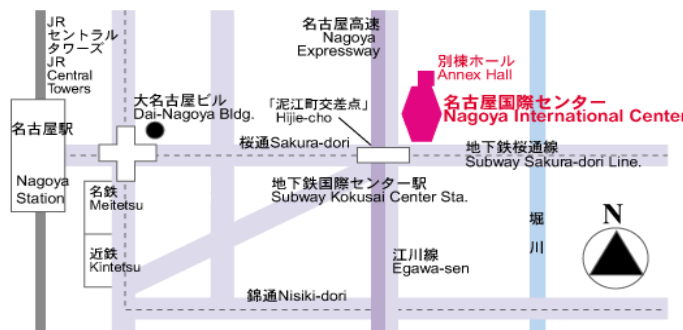 JR
セントラル
タワーズ
JR
Central
Towers
名古屋駅
Nagoya
Station
大名古屋ビル
Dai-Nagoya Bldg.
名鉄
Meitetsu
近鉄
Kintetsu
名古屋高速
Nagoya
Expressway
「泥江町交差点」
Hijie-cho
桜通Sakura-dori
別棟ホール
Annex Hall
名古屋国際センター
Nagoya International Center
地下鉄桜通線
Subway Sakura-dori Line.
地下鉄国際センター駅
Subway Kokusai Center Sta.
江川線
Egawa-sen
堀川
錦通Nisiki-dori
N